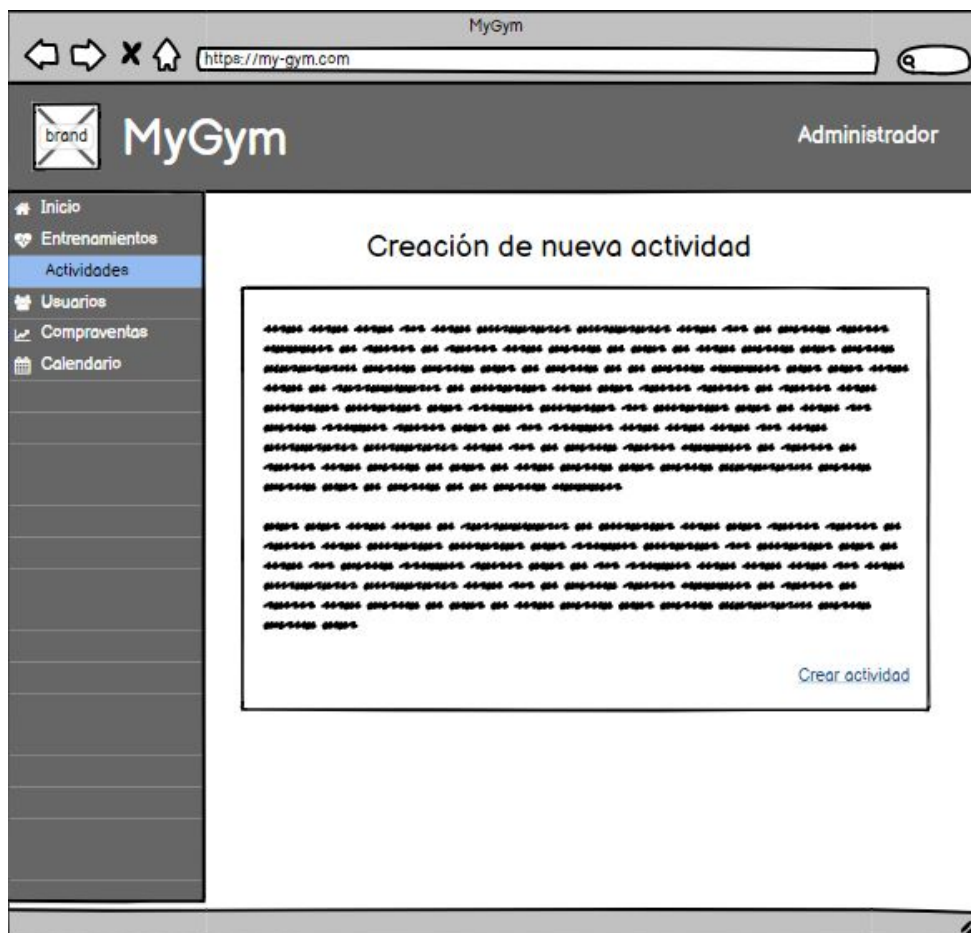 MyGym
https://my-gym.com
brand
MyGym
Administrador
Inicio
Entrenamientos
Actividades
Usuarios
Compraventas
Calendario
Creación de nueva actividad
Crear actividad